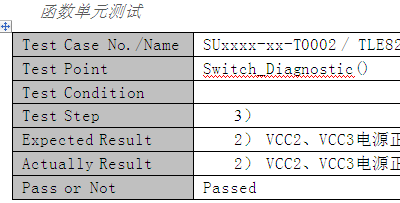 函数单元测试
Test Case No./Name SUxxxx-xx-T0002 / TLE82
Test Point Switch_Diagnostic()
Test Condition
Test Step 3)
Expected Result 2) VCC2、VCC3电源正
Actually Result 2) VCC2、VCC3电源正
Pass or Not Passed